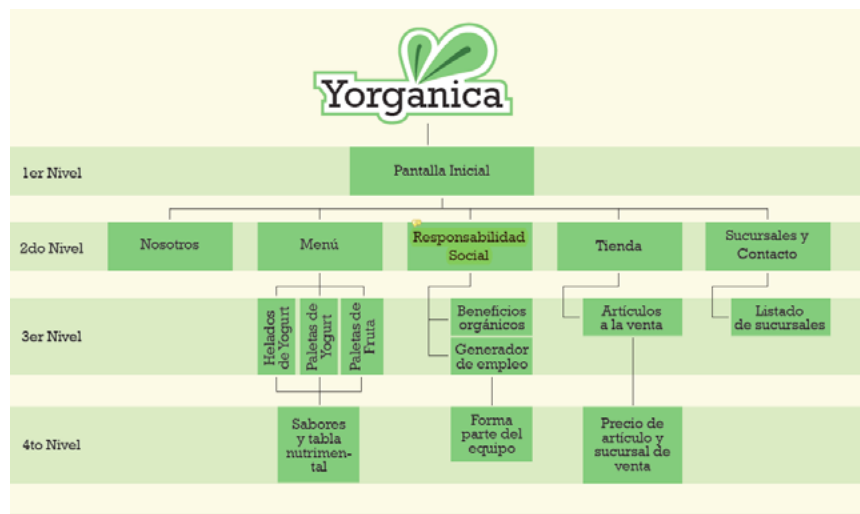 Yorganica
1er Nivel
Pantalla Inicial
2do Nivel
Nosotros
Menú
Responsabilidad
Social
Tienda
Sucursales y
Contacto
3er Nivel
Helados
de Yogurt
Paletas de
Yogurt
Paletas de
Fruta
Beneficios
orgánicos
Generador
de empleo
Artículos
a la venta
Listado
de sucursales
4to Nivel
Sabores
y tabla
nutrimen-
tal
Forma
parte del
equipo
Precio de
artículo y
sucursal de
venta